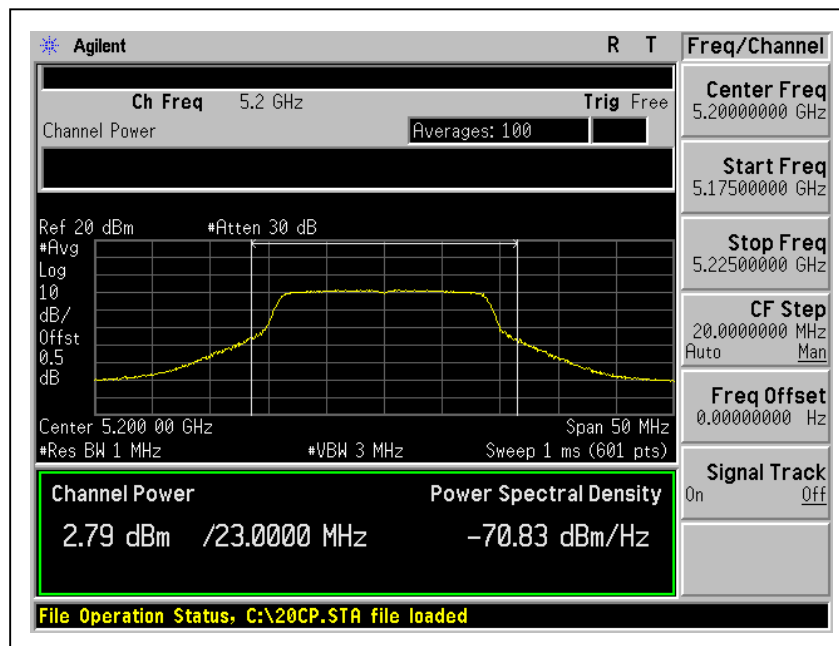 Agilent R T
Freq/Channel
Ch Freq 5.2 GHz Trig Free
Channel Power Averages: 100
Ref 20 dBm #Atten 30 dB
#Avg
Log
10
dB/
Offst
0.5
dB
Center 5.200 00 GHz Span 50 MHz
#Res BW 1 MHz #VBW 3 MHz Sweep 1 ms (601 pts)
Channel Power Power Spectral Density
2.79 dBm /23.0000 MHz -70.83 dBm/Hz
File Operation Status, C:\20CP.STA file loaded
Center Freq
5.20000000 GHz
Start Freq
5.17500000 GHz
Stop Freq
5.22500000 GHz
CF Step
20.0000000 MHz
Auto Man
Freq Offset
0.00000000 Hz
Signal Track
On Off